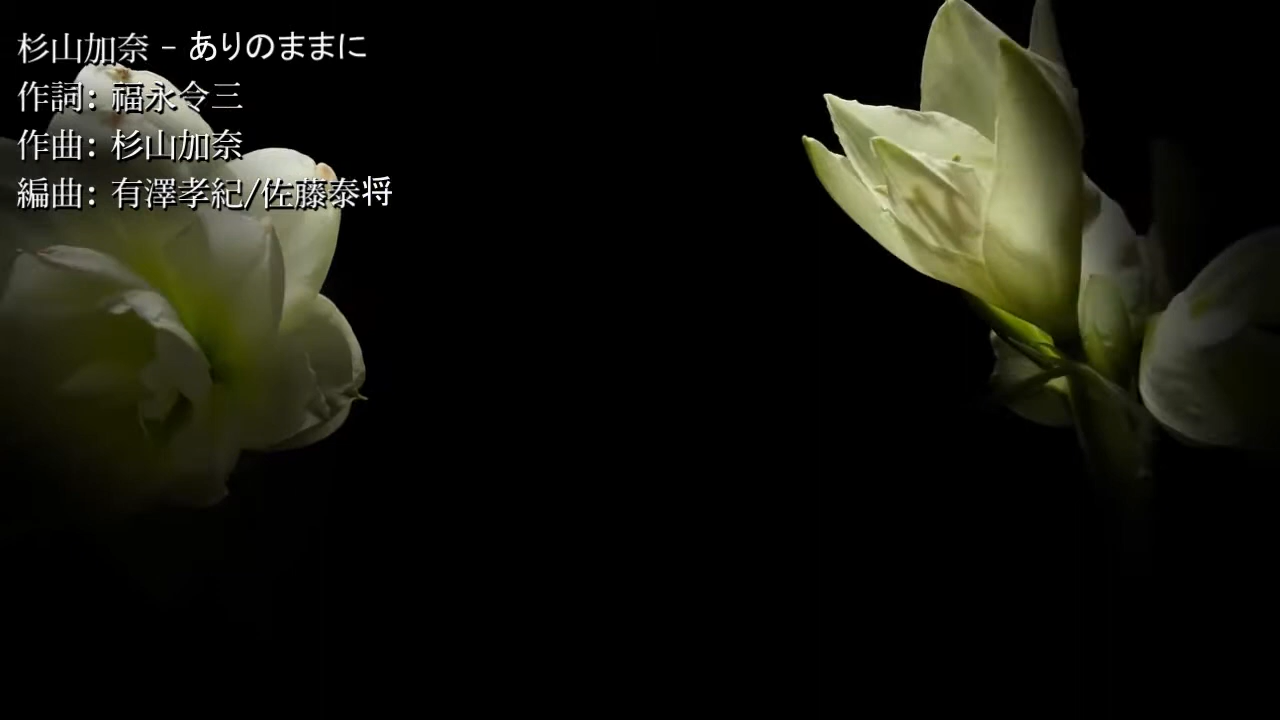 杉山加奈 - ありのままに
作詞: 福永令三
作曲: 杉山加奈
編曲: 有澤孝紀/佐藤泰将